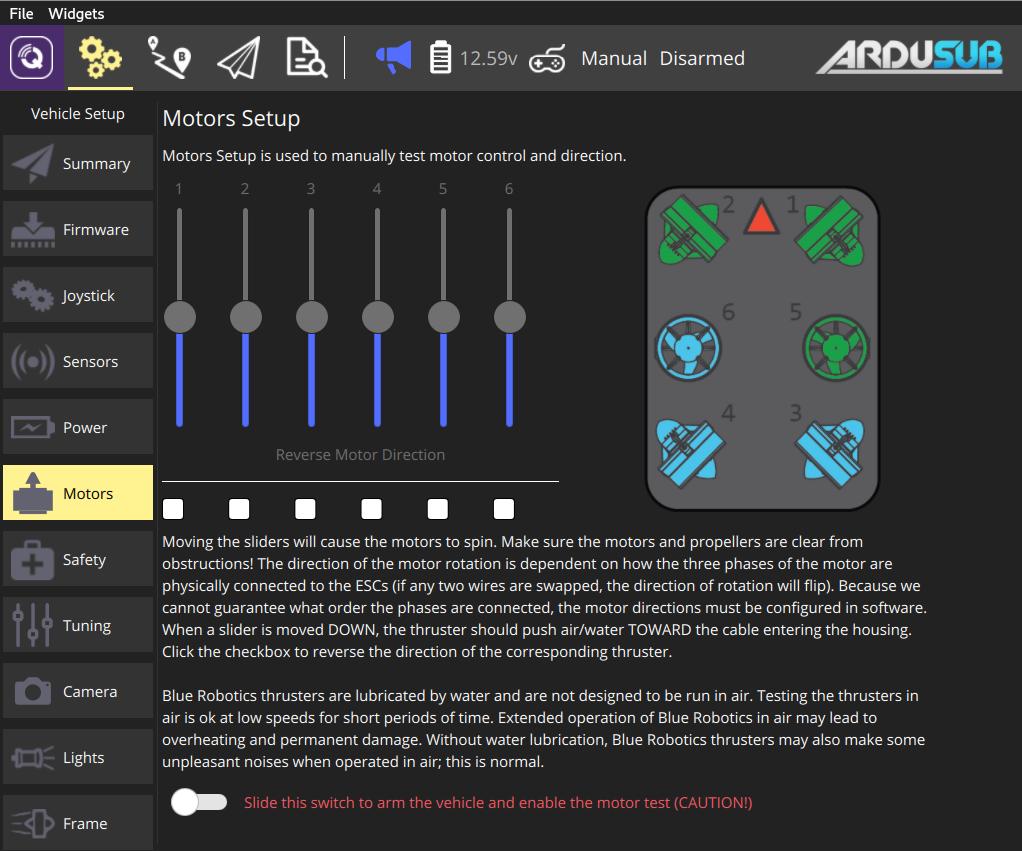 File Widgets
12.59v Manual Disarmed ARDUSUB
Vehicle Setup
Summary
Firmware
Joystick
Sensors
Power
Motors
Safety
Tuning
Camera
Lights
Frame
Motors Setup
Motors Setup is used to manually test motor control and direction.
1 2 3 4 5 6
Reverse Motor Direction
2 1
6 5
4 3
Moving the sliders will cause the motors to spin. Make sure the motors and propellers are clear from
obstructions! The direction of the motor rotation is dependent on how the three phases of the motor are
physically connected to the ESCs (if any two wires are swapped, the direction of rotation will flip). Because we
cannot guarantee what order the phases are connected, the motor directions must be configured in software.
When a slider is moved DOWN, the thruster should push air/water TOWARD the cable entering the housing.
Click the checkbox to reverse the direction of the corresponding thruster.
Blue Robotics thrusters are lubricated by water and are not designed to be run in air. Testing the thrusters in
air is ok at low speeds for short periods of time. Extended operation of Blue Robotics in air may lead to
overheating and permanent damage. Without water lubrication, Blue Robotics thrusters may also make some
unpleasant noises when operated in air; this is normal.
Slide this switch to arm the vehicle and enable the motor test (CAUTION!)